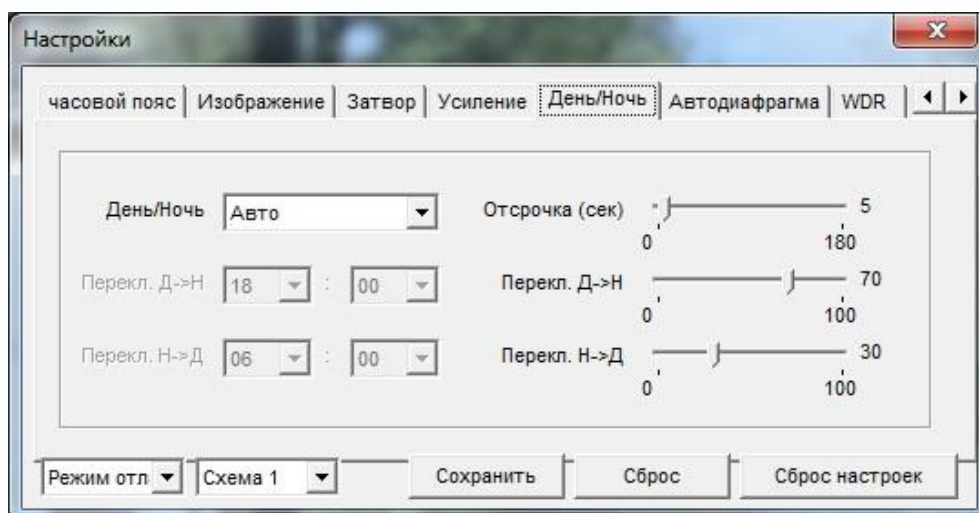 Настройки
часовой пояс Изображение Затвор Усиление День/Ночь Автодиафрагма WDR
День/Ночь Авто Отсрочка (сек) 5
0 180
Перекл. Д->Н 18 : 00 Перекл. Д->Н 70
0 100
Перекл. Н->Д 06 : 00 Перекл. Н->Д 30
0 100
Режим отл Схема 1 Сохранить Сброс Сброс настроек